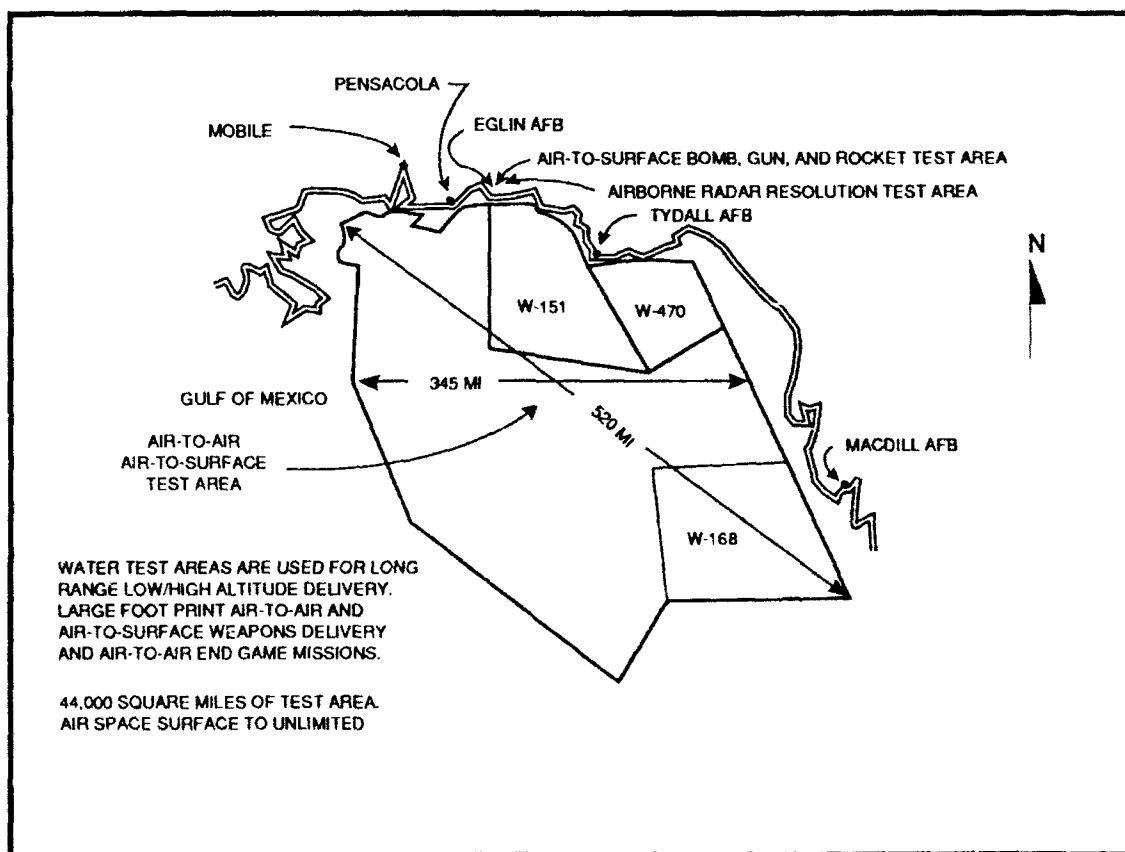 PENSACOLA
EGLIN AFB
MOBILE
AIR-TO-SURFACE BOMB, GUN, AND ROCKET TEST AREA
AIRBORNE RADAR RESOLUTION TEST AREA
TYDALL AFB
N
W-151
W-470
345 MI
GULF OF MEXICO
520 MI
AIR-TO-AIR
AIR-TO-SURFACE
TEST AREA
MACDILL AFB
W-168
WATER TEST AREAS ARE USED FOR LONG
RANGE LOW/HIGH ALTITUDE DELIVERY.
LARGE FOOT PRINT AIR-TO-AIR AND
AIR-TO-SURFACE WEAPONS DELIVERY
AND AIR-TO-AIR END GAME MISSIONS.
44,000 SQUARE MILES OF TEST AREA.
AIR SPACE SURFACE TO UNLIMITED